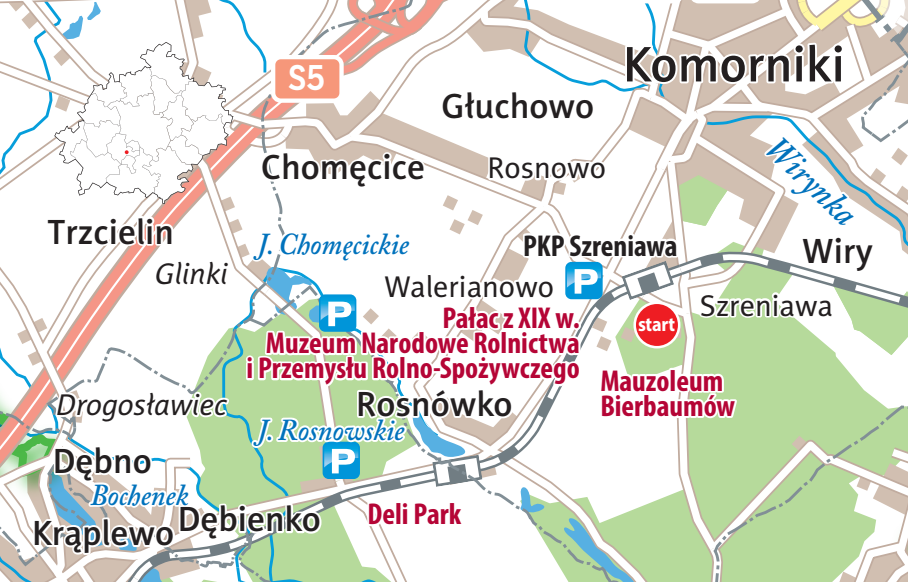 S5
Komorniki
Głuchowo
Chomęcice
Rosnowo
Wirynka
Trzcielin
J. Chomęcickie
PKP Szreniawa
Wiry
Glinki
Walerianowo
P
Szreniawa
P
Pałac z XIX w.
Muzeum Narodowe Rolnictwa
i Przemysłu Rolno-Spożywczego
start
Mauzoleum
Bierbaumów
Drogosławiec
Rosnówko
J. Rosnowskie
P
Dębno
Bochenek
Krąplewo
Dębienko
Deli Park